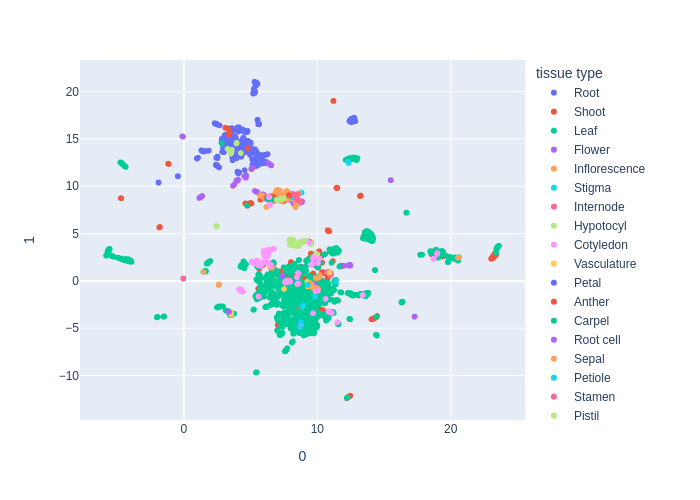 tissue type
Root
Shoot
Leaf
Flower
Inflorescence
Stigma
Internode
Hypotocyl
Cotyledon
Vasculature
Petal
Anther
Carpel
Root cell
Sepal
Petiole
Stamen
Pistil
20
15
10
5
0
−5
−10
1
0 10 20
0